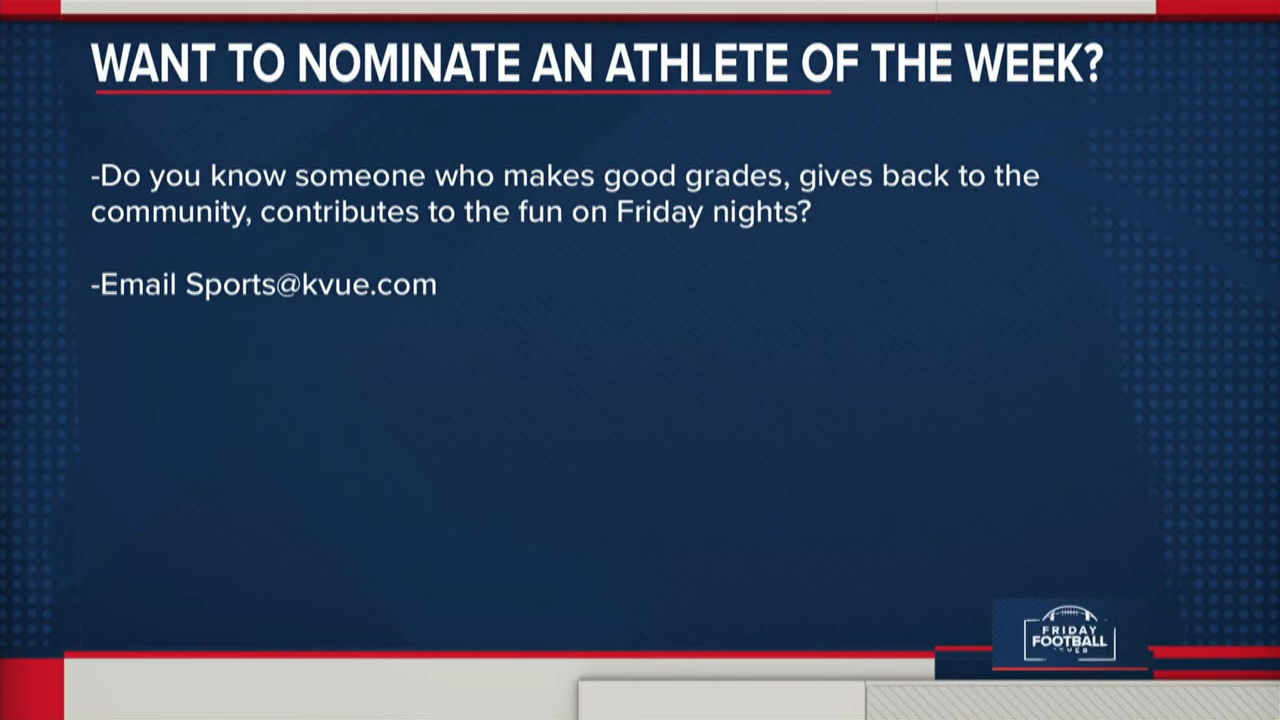 WANT TO NOMINATE AN ATHLETE OF THE WEEK?
-Do you know someone who makes good grades, gives back to the
community, contributes to the fun on Friday nights?
-Email Sports@kvue.com
FRIDAY
FOOTBALL